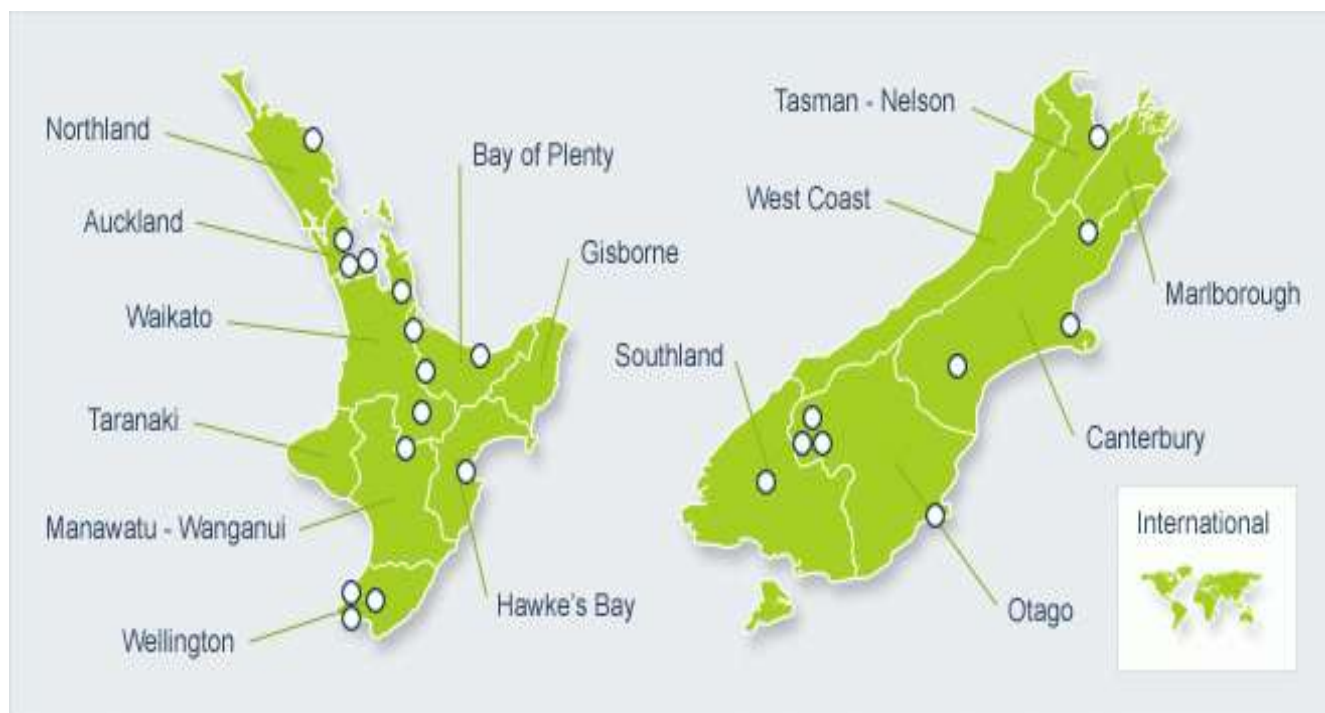 Northland
Auckland
Waikato
Taranaki
Manawatu - Wanganui
Wellington
Bay of Plenty
Gisborne
Hawke's Bay
Tasman - Nelson
West Coast
Southland
Marlborough
Canterbury
Otago
International